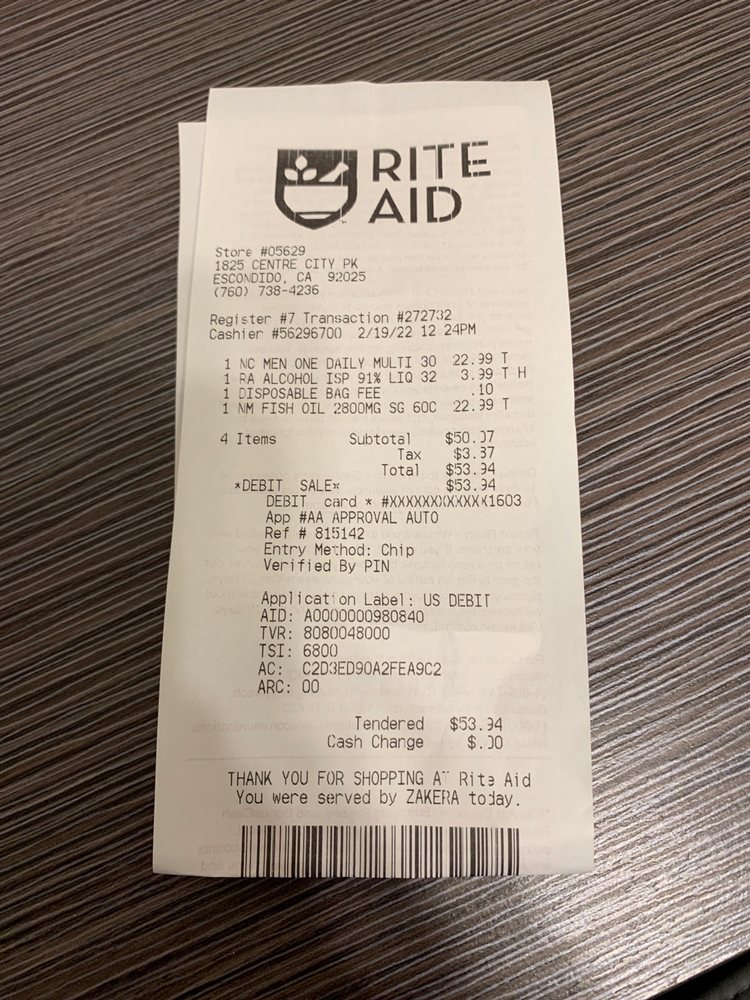 RITE
AID
Store #05629
1825 CENTRE CITY PK
ESCONDIDO, CA 92025
(760) 738-4236
Register #7 Transaction #272732
Cashier #56296700 2/19/22 12 24PM
1 NC MEN ONE DAILY MULTI 30 22.99 T
1 RA ALCOHOL ISP 91% LIQ 32 3.99 T H
1 DISPOSABLE BAG FEE .10
1 NM FISH OIL 2800MG SG 60C 22.99 T
4 Items Subtotal $50.07
Tax $3.87
Total $53.94
*DEBIT SALE* $53.94
DEBIT card * #XXXXXXXXXXXX1603
App #AA APPROVAL AUTO
Ref # 815142
Entry Method: Chip
Verified By PIN
Application Label: US DEBIT
AID: A0000000980840
TVR: 8080048000
TSI: 6800
AC: C2D3ED90A2FEA9C2
ARC: 00
Tendered $53.94
Cash Change $.00
THANK YOU FOR SHOPPING AT Rite Aid
You were served by ZAKERA today.